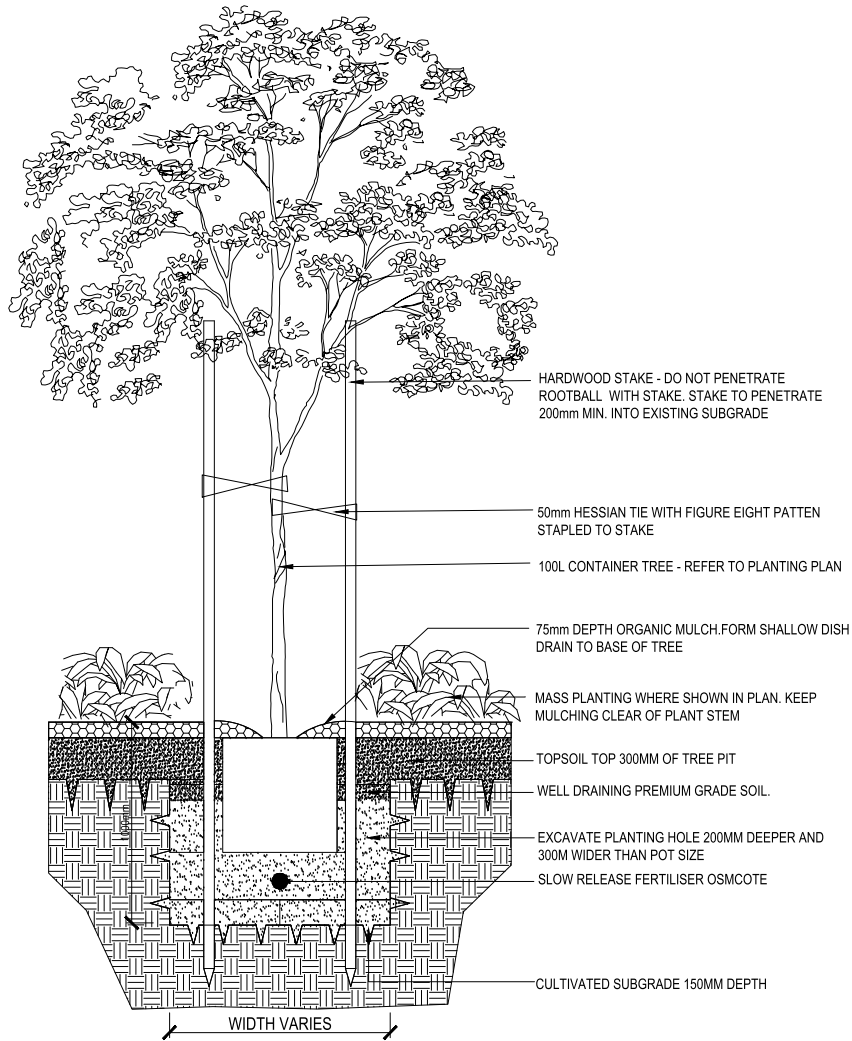 HARDWOOD STAKE - DO NOT PENETRATE
ROOTBALL WITH STAKE. STAKE TO PENETRATE
200mm MIN. INTO EXISTING SUBGRADE
50mm HESSIAN TIE WITH FIGURE EIGHT PATTEN
STAPLED TO STAKE
100L CONTAINER TREE - REFER TO PLANTING PLAN
75mm DEPTH ORGANIC MULCH.FORM SHALLOW DISH
DRAIN TO BASE OF TREE
MASS PLANTING WHERE SHOWN IN PLAN. KEEP
MULCHING CLEAR OF PLANT STEM
TOPSOIL TOP 300MM OF TREE PIT
WELL DRAINING PREMIUM GRADE SOIL.
1000mm
EXCAVATE PLANTING HOLE 200MM DEEPER AND
300M WIDER THAN POT SIZE
SLOW RELEASE FERTILISER OSMCOTE
CULTIVATED SUBGRADE 150MM DEPTH
WIDTH VARIES